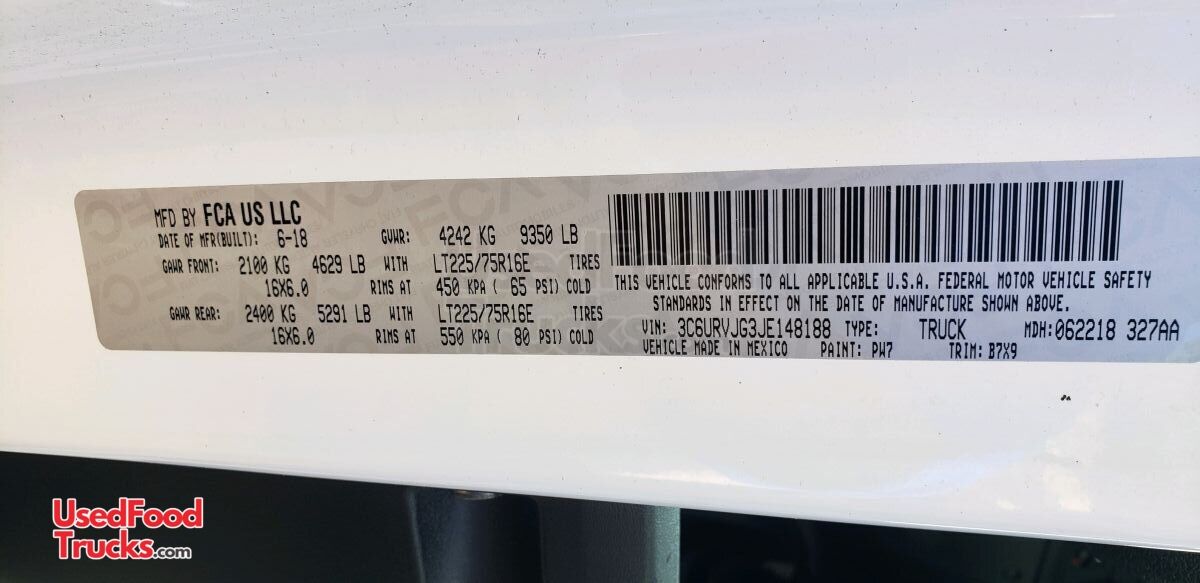 MFD BY FCA US LLC
DATE OF MFR(BUILT): 6-18 GVWR: 4242 KG 9350 LB
GAWR FRONT: 2100 KG 4629 LB WITH LT225/75R16E TIRES
16X6.0 RIMS AT 450 KPA ( 65 PSI) COLD
GAWR REAR: 2400 KG 5291 LB WITH LT225/75R16E TIRES
16X6.0 RIMS AT 550 KPA ( 80 PSI) COLD
THIS VEHICLE CONFORMS TO ALL APPLICABLE U.S.A. FEDERAL MOTOR VEHICLE SAFETY
STANDARDS IN EFFECT ON THE DATE OF MANUFACTURE SHOWN ABOVE.
VIN: 3C6URVJG3JE148188 TYPE: TRUCK MDH: 062218 327AA
VEHICLE MADE IN MEXICO PAINT: PW7 TRIM: B7X9
UsedFood
Trucks.com